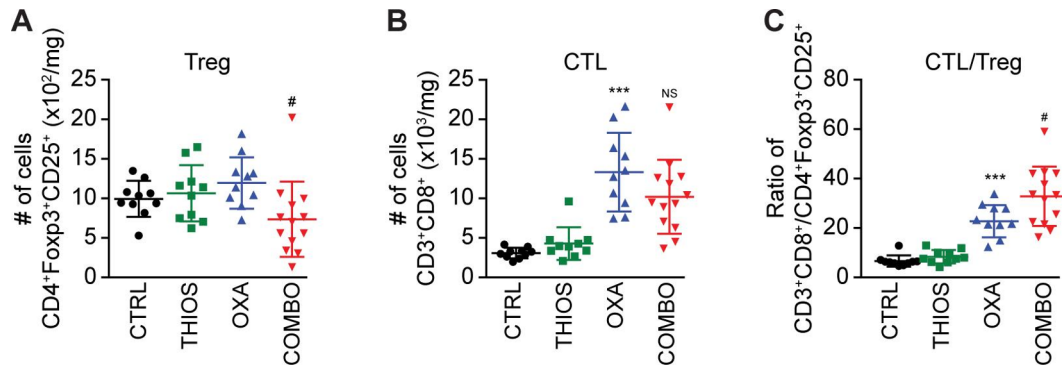 A
Treg
# of cells
CD4⁺Foxp3⁺CD25⁺ (x10²/mg)
25
20
15
10
5
0
#
CTRL
THIOS
OXA
COMBO
B
CTL
# of cells
CD3⁺CD8⁺ (x10³/mg)
25
20
15
10
5
0
***
NS
CTRL
THIOS
OXA
COMBO
C
CTL/Treg
Ratio of
CD3⁺CD8⁺/CD4⁺Foxp3⁺CD25⁺
80
60
40
20
0
***
#
CTRL
THIOS
OXA
COMBO